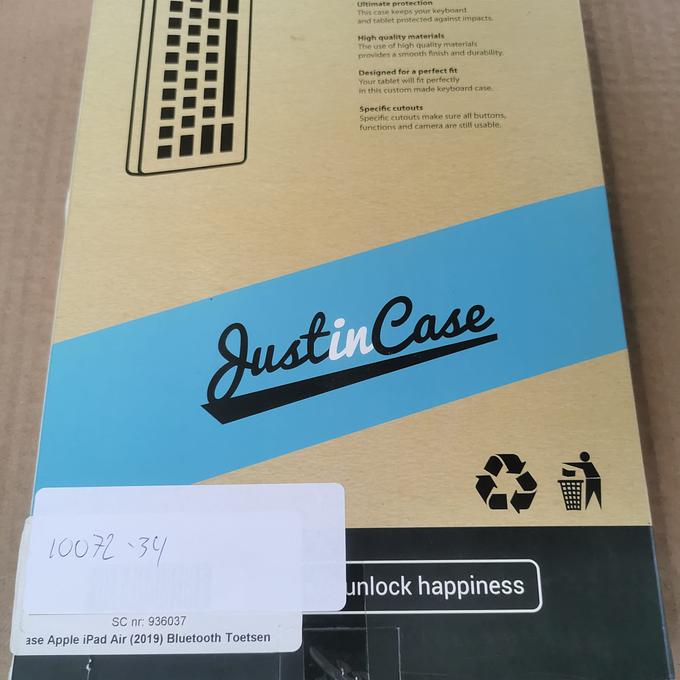 Ultimate protection
This case keeps your keyboard
and tablet protected against impacts.
High quality materials
The use of high quality materials
provides a smooth finish and durability.
Designed for a perfect fit
Your tablet will fit perfectly
in this custom made keyboard case.
Specific cutouts
Specific cutouts make sure all buttons,
functions and camera are still usable.
JustinCase
10072-34
unlock happiness
SC nr: 936037
ase Apple iPad Air (2019) Bluetooth Toetsen